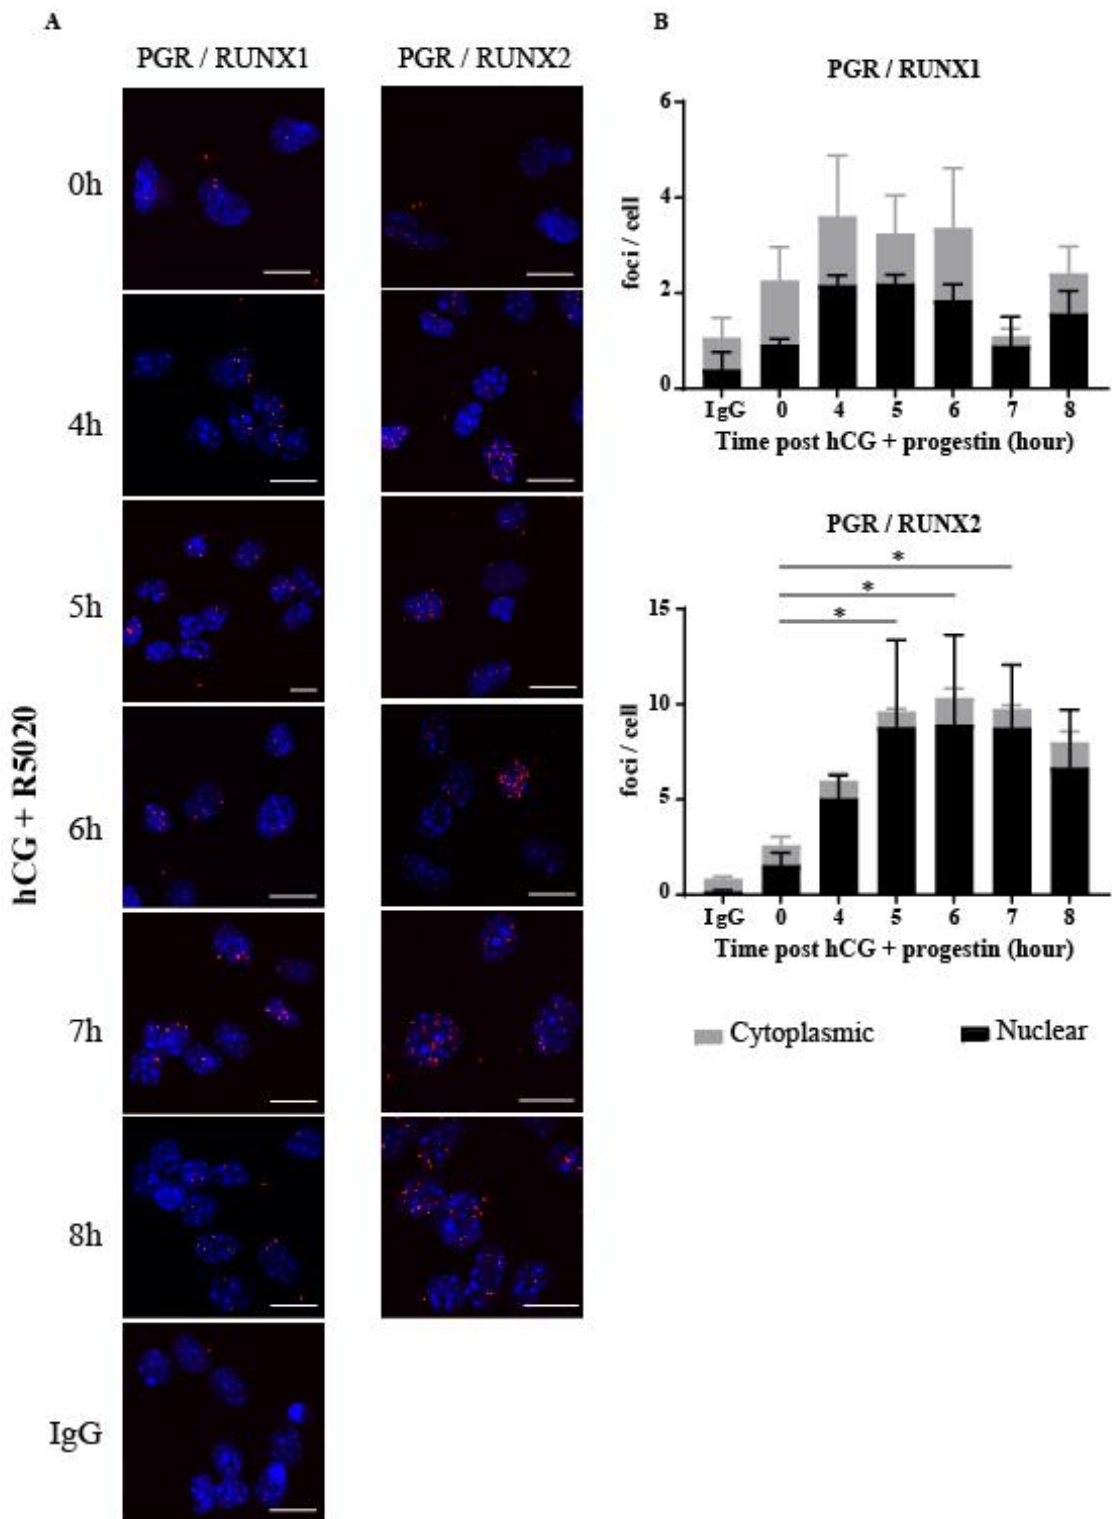 A
PGR / RUNX1
PGR / RUNX2
0h
4h
5h
6h
7h
8h
IgG
hCG + R5020
B
PGR / RUNX1
6
4
2
0
foci / cell
IgG 0 4 5 6 7 8
Time post hCG + progestin (hour)
PGR / RUNX2
*
*
*
15
10
5
0
foci / cell
IgG 0 4 5 6 7 8
Time post hCG + progestin (hour)
Cytoplasmic
Nuclear